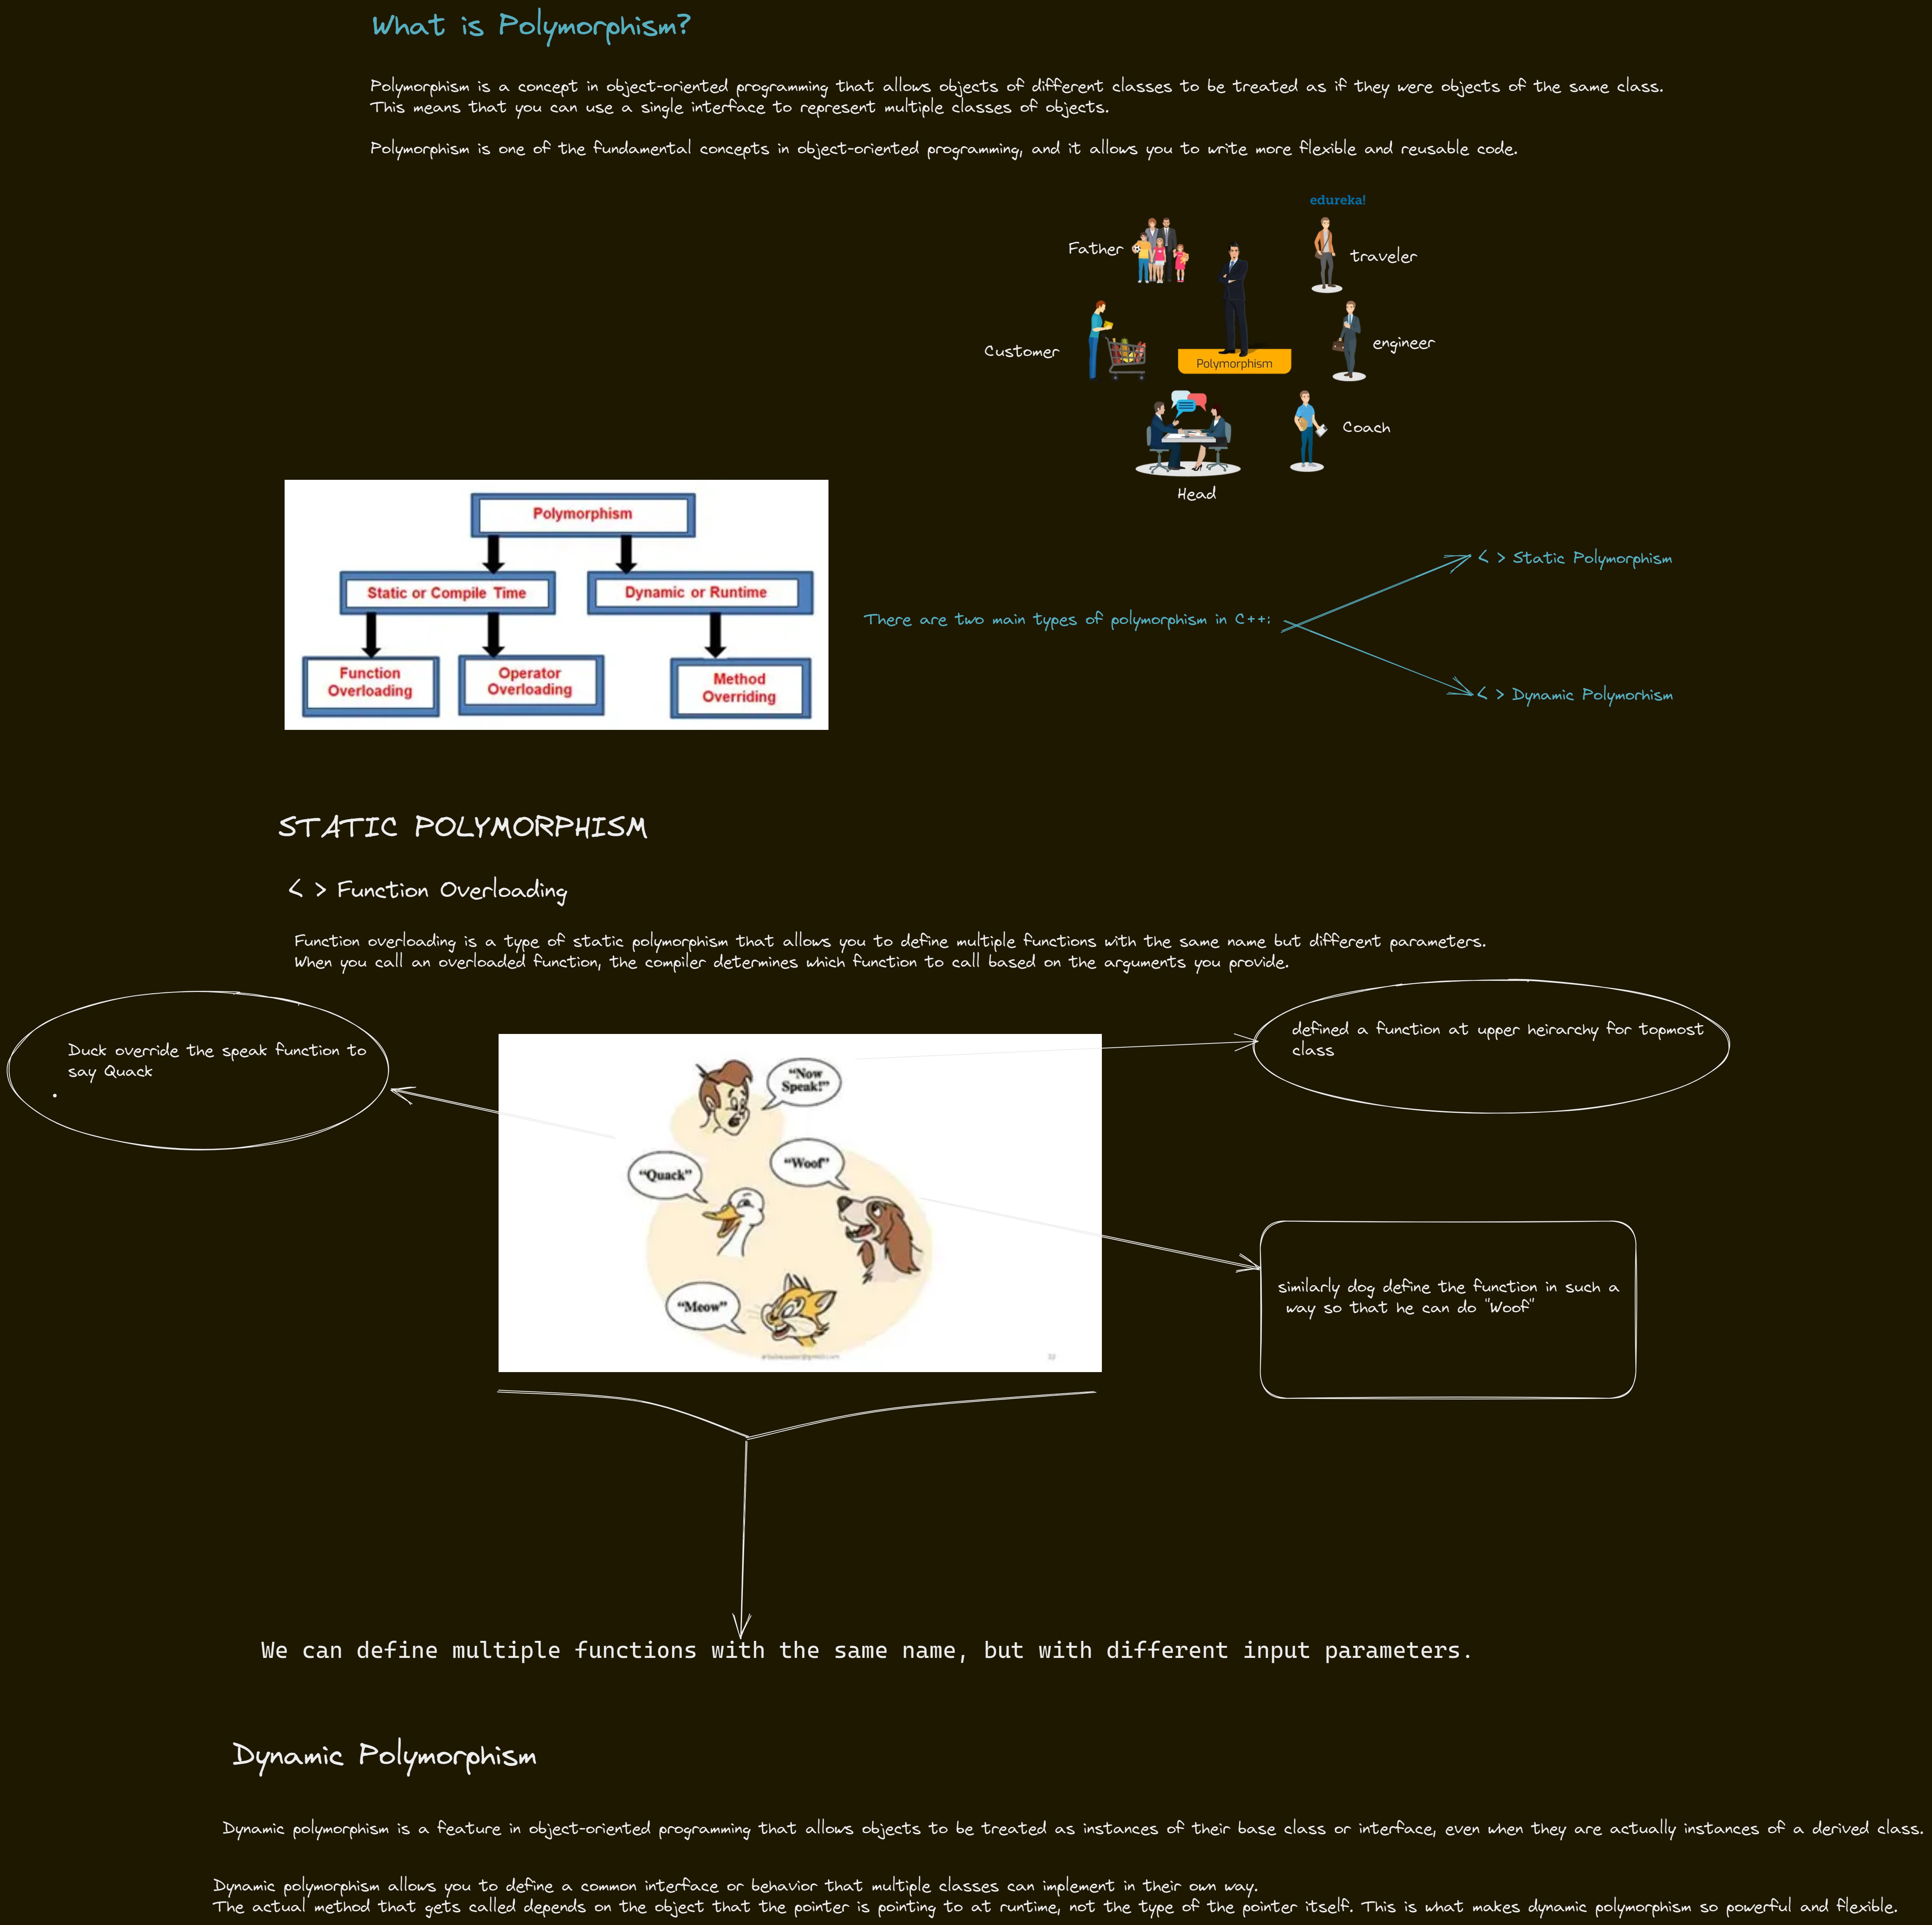 What is Polymorphism?
Polymorphism is a concept in object-oriented programming that allows objects of different classes to be treated as if they were objects of the same class.
This means that you can use a single interface to represent multiple classes of objects.
Polymorphism is one of the fundamental concepts in object-oriented programming, and it allows you to write more flexible and reusable code.
edureka!
Father
traveler
Customer
engineer
Polymorphism
Coach
Head
Polymorphism
Static or Compile Time
Dynamic or Runtime
Function
Overloading
Operator
Overloading
Method
Overriding
There are two main types of polymorphism in C++:
< > Static Polymorphism
< > Dynamic Polymorhism
STATIC POLYMORPHISM
< > Function Overloading
Function overloading is a type of static polymorphism that allows you to define multiple functions with the same name but different parameters.
When you call an overloaded function, the compiler determines which function to call based on the arguments you provide.
Duck override the speak function to
say Quack
.
defined a function at upper heirarchy for topmost
class
"Now
Speak!"
"Quack"
"Woof"
"Meow"
similarly dog define the function in such a
way so that he can do "Woof"
We can define multiple functions with the same name, but with different input parameters.
Dynamic Polymorphism
Dynamic polymorphism is a feature in object-oriented programming that allows objects to be treated as instances of their base class or interface, even when they are actually instances of a derived class.
Dynamic polymorphism allows you to define a common interface or behavior that multiple classes can implement in their own way.
The actual method that gets called depends on the object that the pointer is pointing to at runtime, not the type of the pointer itself. This is what makes dynamic polymorphism so powerful and flexible.